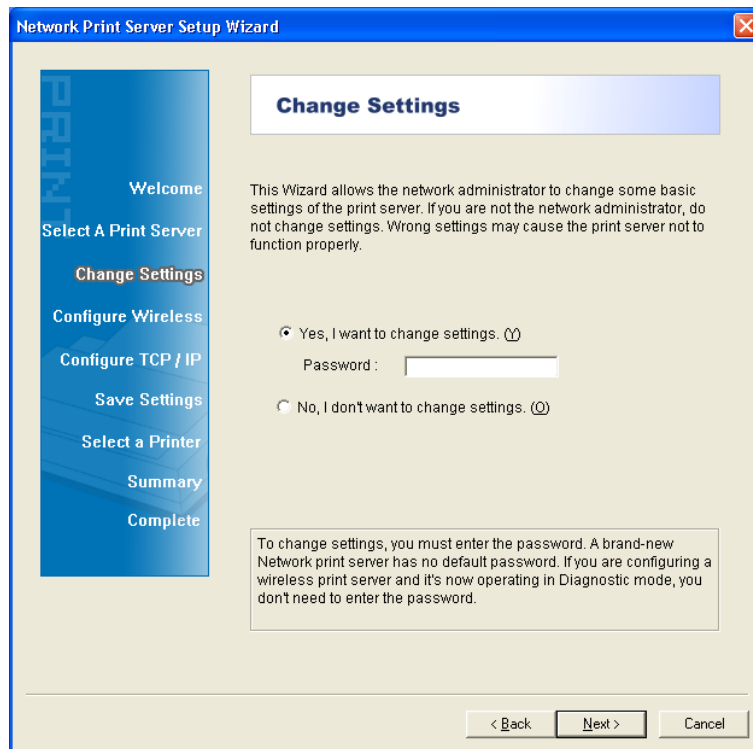 Network Print Server Setup Wizard
PRINT
Change Settings
Welcome
Select A Print Server
Change Settings
Configure Wireless
Configure TCP / IP
Save Settings
Select a Printer
Summary
Complete
This Wizard allows the network administrator to change some basic
settings of the print server. If you are not the network administrator, do
not change settings. Wrong settings may cause the print server not to
function properly.
Yes, I want to change settings. (Y)
Password :
No, I don't want to change settings. (O)
To change settings, you must enter the password. A brand-new
Network print server has no default password. If you are configuring a
wireless print server and it's now operating in Diagnostic mode, you
don't need to enter the password.
< Back
Next >
Cancel